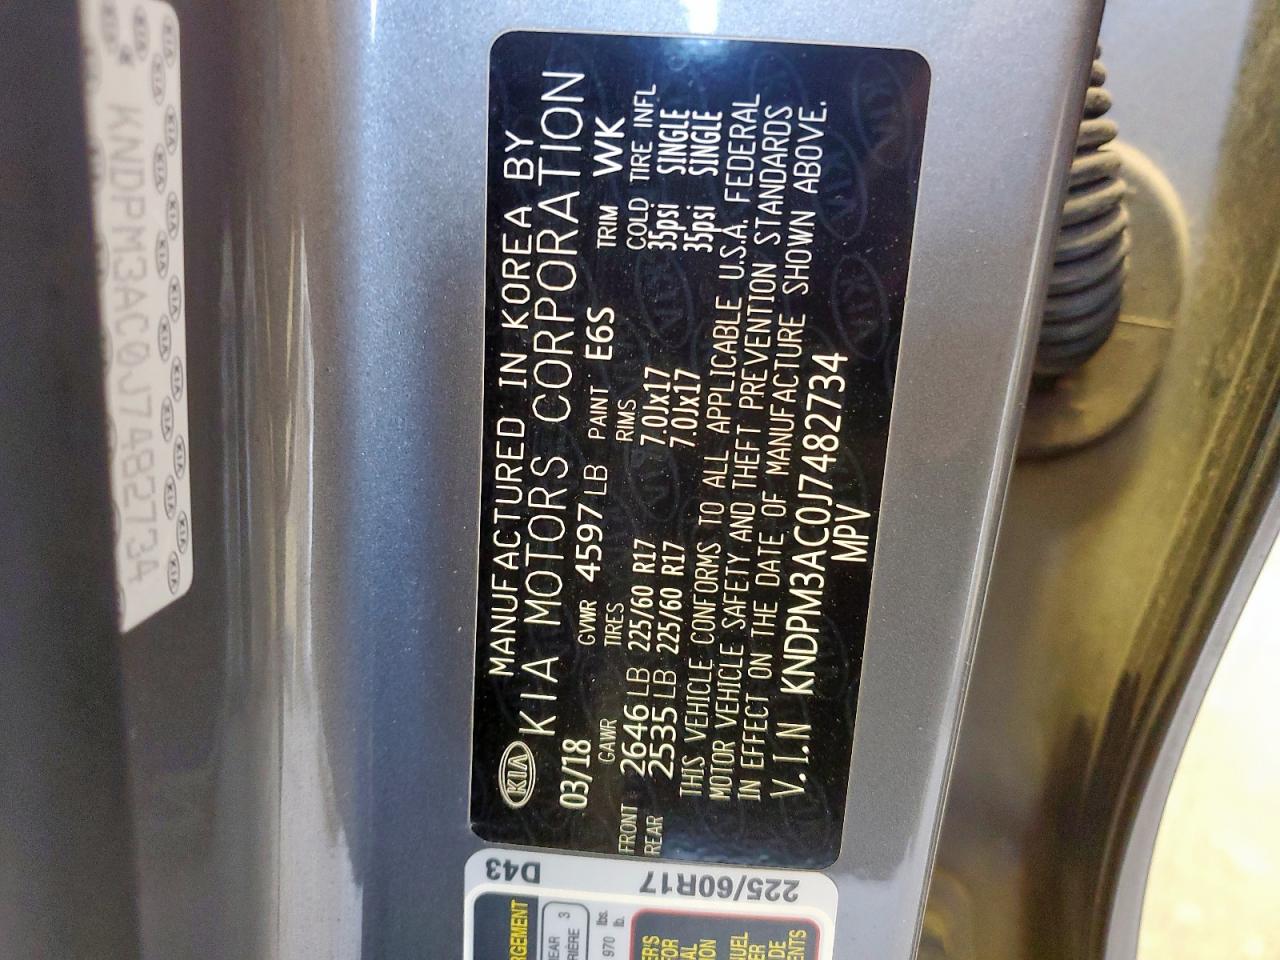 KIA
MANUFACTURED IN KOREA BY
KIA MOTORS CORPORATION
03/18 GVWR 4597 LB PAINT E6S TRIM WK
GAWR TIRES RIMS COLD TIRE INFL
FRONT 2646 LB 225/60 R17 7.0Jx17 35psi SINGLE
REAR 2535 LB 225/60 R17 7.0Jx17 35psi SINGLE
THIS VEHICLE CONFORMS TO ALL APPLICABLE U.S.A. FEDERAL
MOTOR VEHICLE SAFETY AND THEFT PREVENTION STANDARDS
IN EFFECT ON THE DATE OF MANUFACTURE SHOWN ABOVE.
V.I.N KNDPM3AC0J7482734
MPV
KNDPM3AC0J7482734
D43
225/60R17
970 lbs.